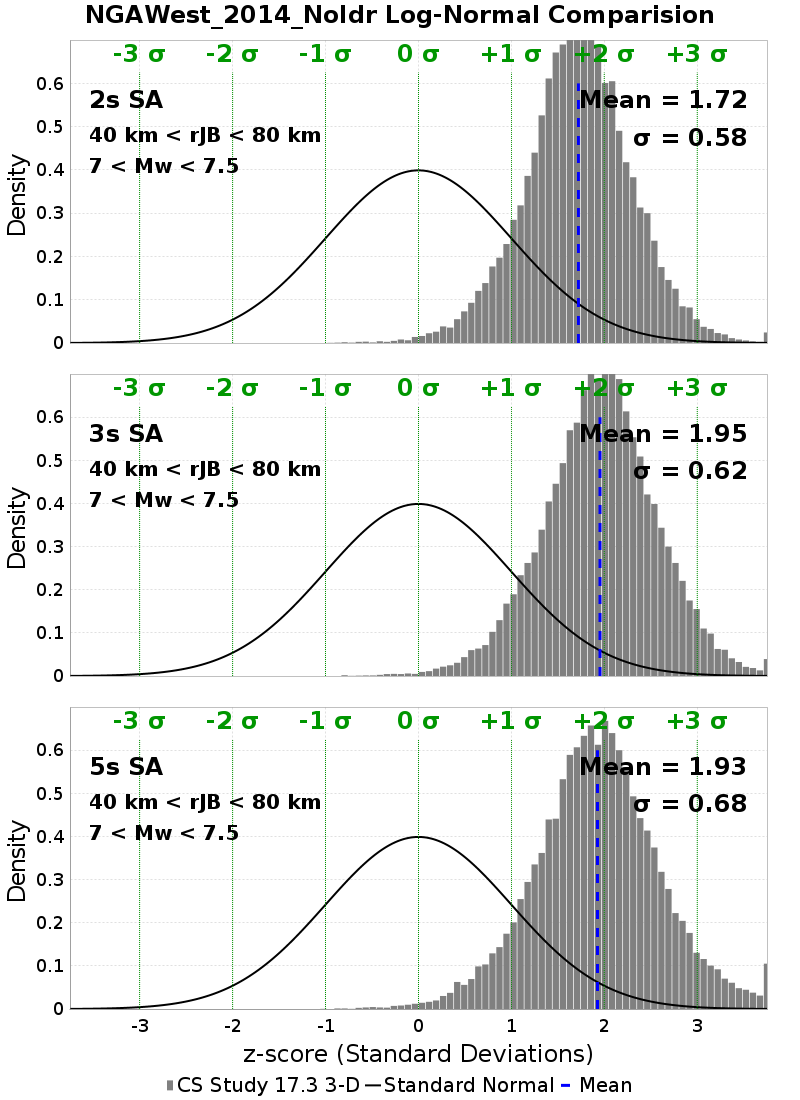 NGAWest_2014_NoIdr Log-Normal Comparision
-3 σ -2 σ -1 σ 0 σ +1 σ +2 σ +3 σ
2s SA
Mean = 1.72
40 km < rJB < 80 km
σ = 0.58
7 < Mw < 7.5
Density
0.6
0.5
0.4
0.3
0.2
0.1
0
-3 σ -2 σ -1 σ 0 σ +1 σ +2 σ +3 σ
3s SA
Mean = 1.95
40 km < rJB < 80 km
σ = 0.62
7 < Mw < 7.5
Density
0.6
0.5
0.4
0.3
0.2
0.1
0
-3 σ -2 σ -1 σ 0 σ +1 σ +2 σ +3 σ
5s SA
Mean = 1.93
40 km < rJB < 80 km
σ = 0.68
7 < Mw < 7.5
Density
0.6
0.5
0.4
0.3
0.2
0.1
0
-3 -2 -1 0 1 2 3
z-score (Standard Deviations)
CS Study 17.3 3-D Standard Normal Mean